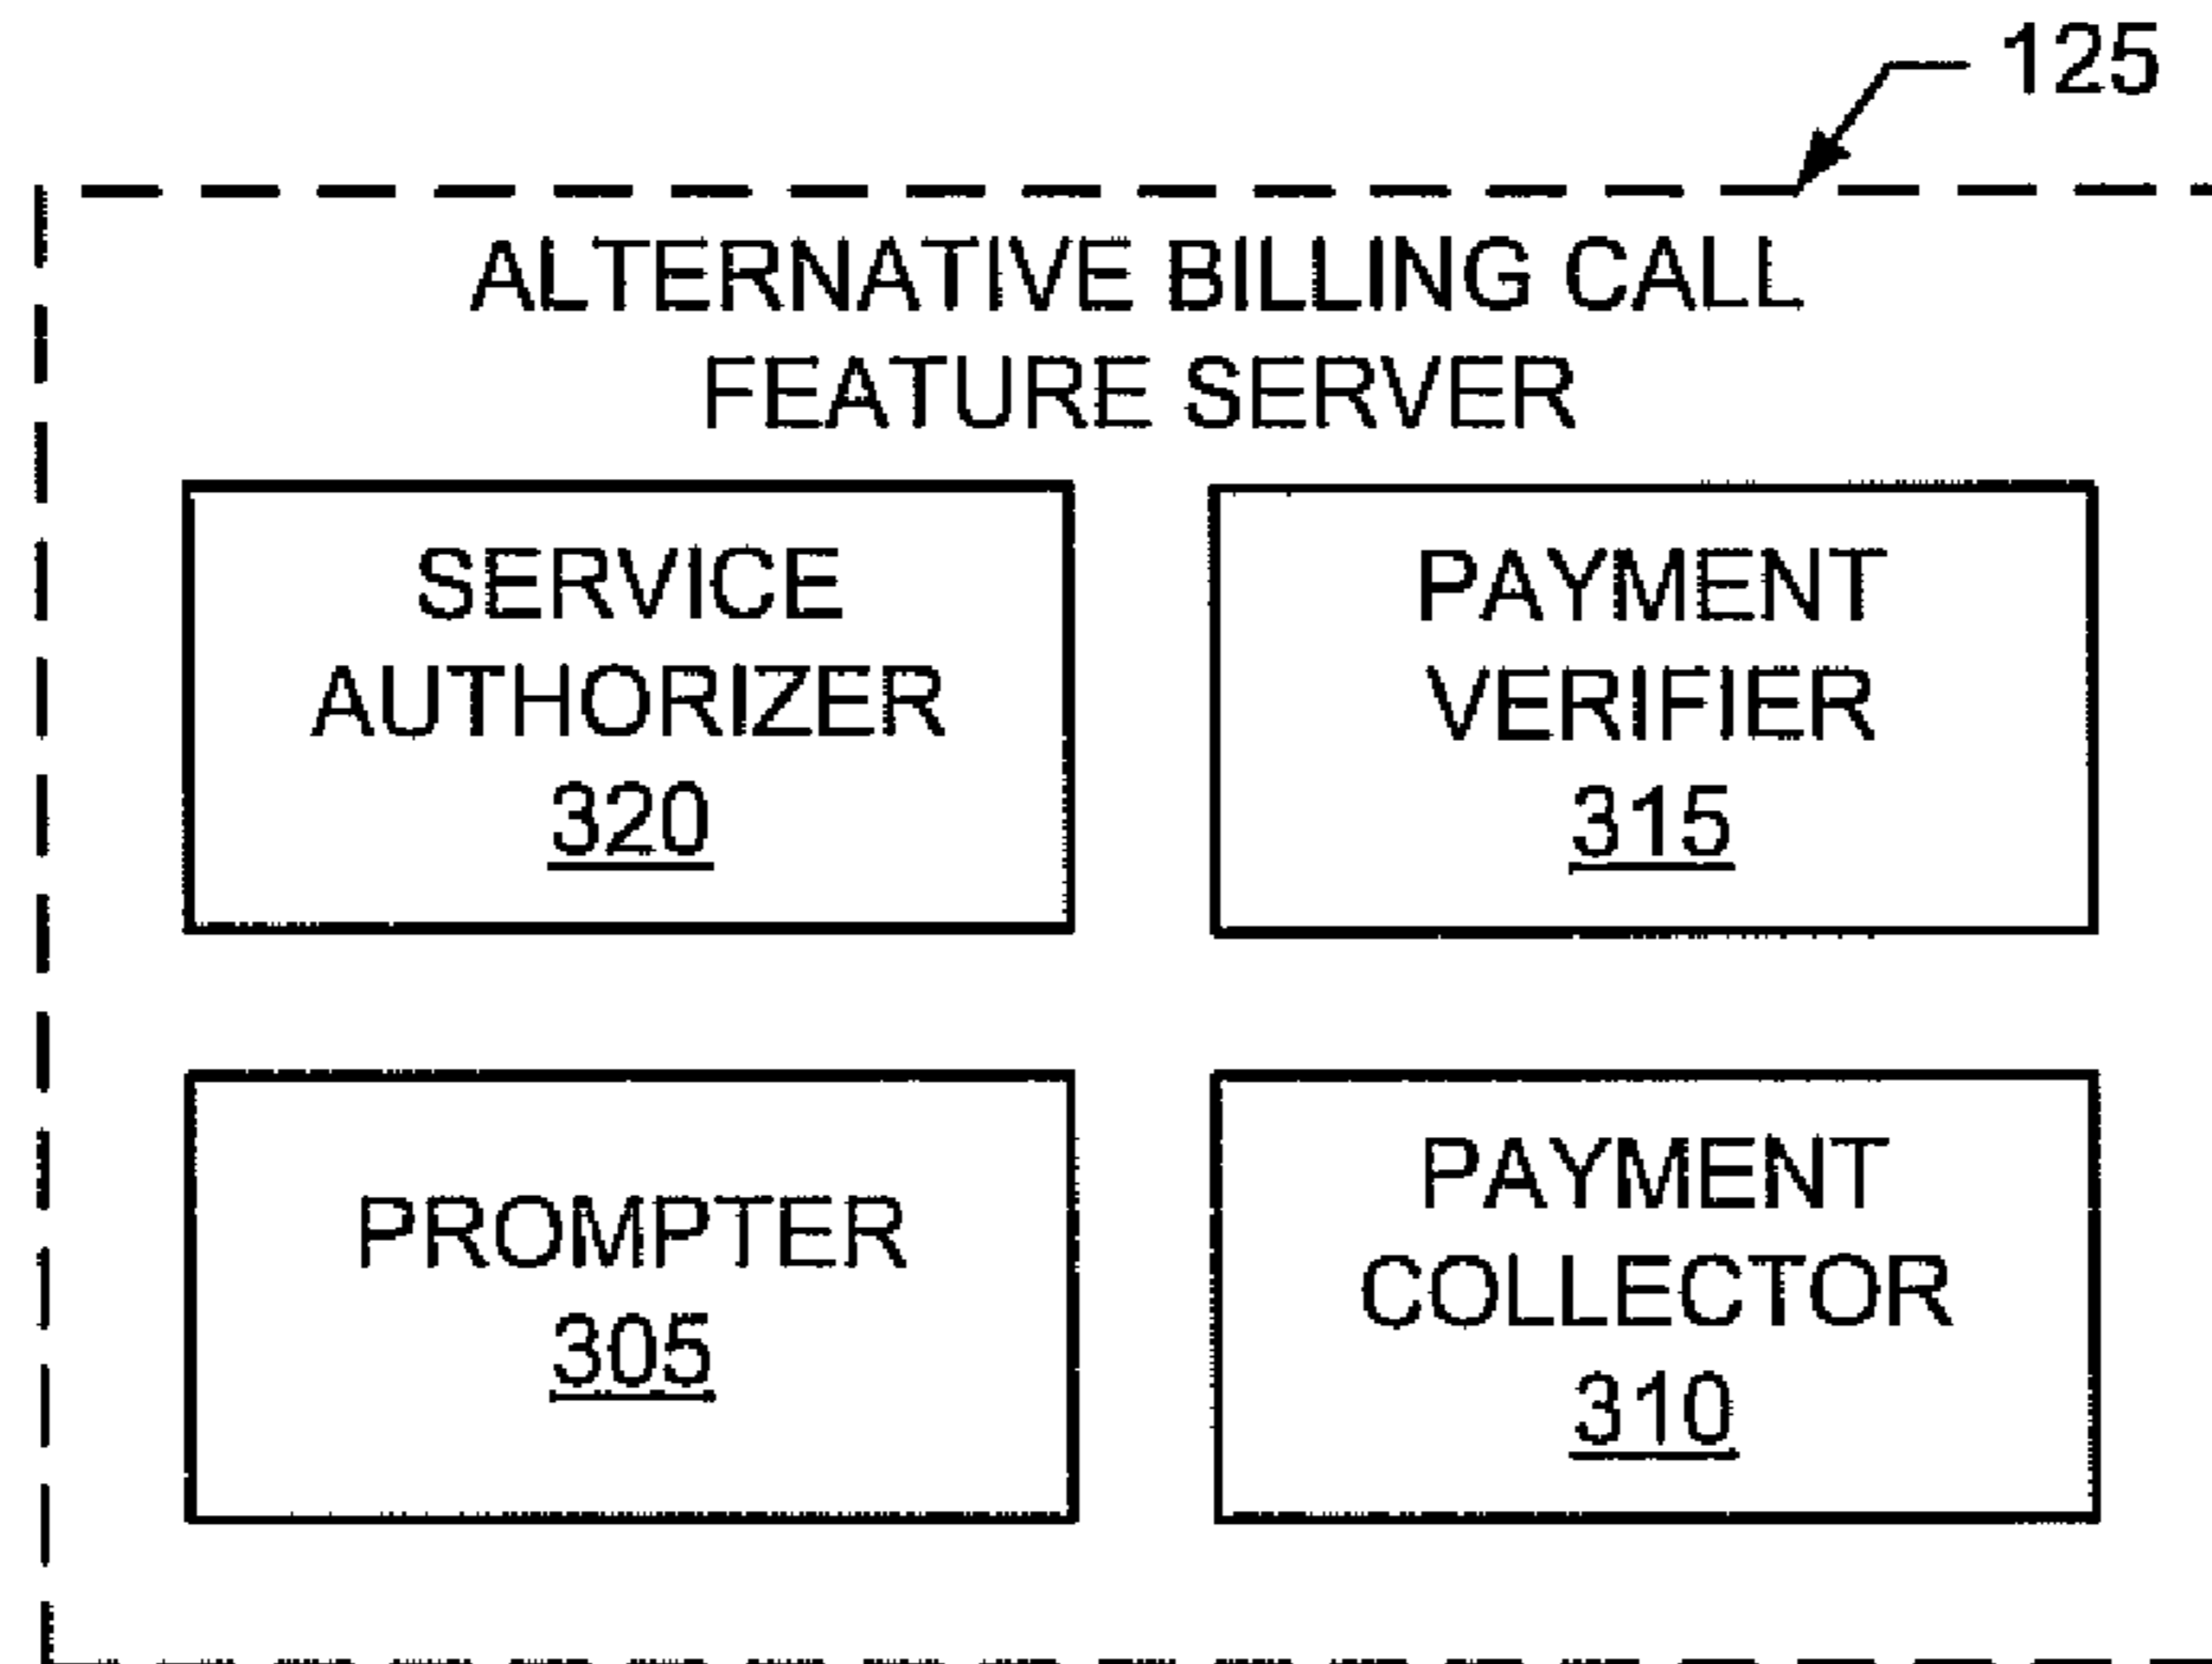 125
ALTERNATIVE BILLING CALL
FEATURE SERVER
SERVICE
AUTHORIZER
320
PAYMENT
VERIFIER
315
PROMPTER
305
PAYMENT
COLLECTOR
310